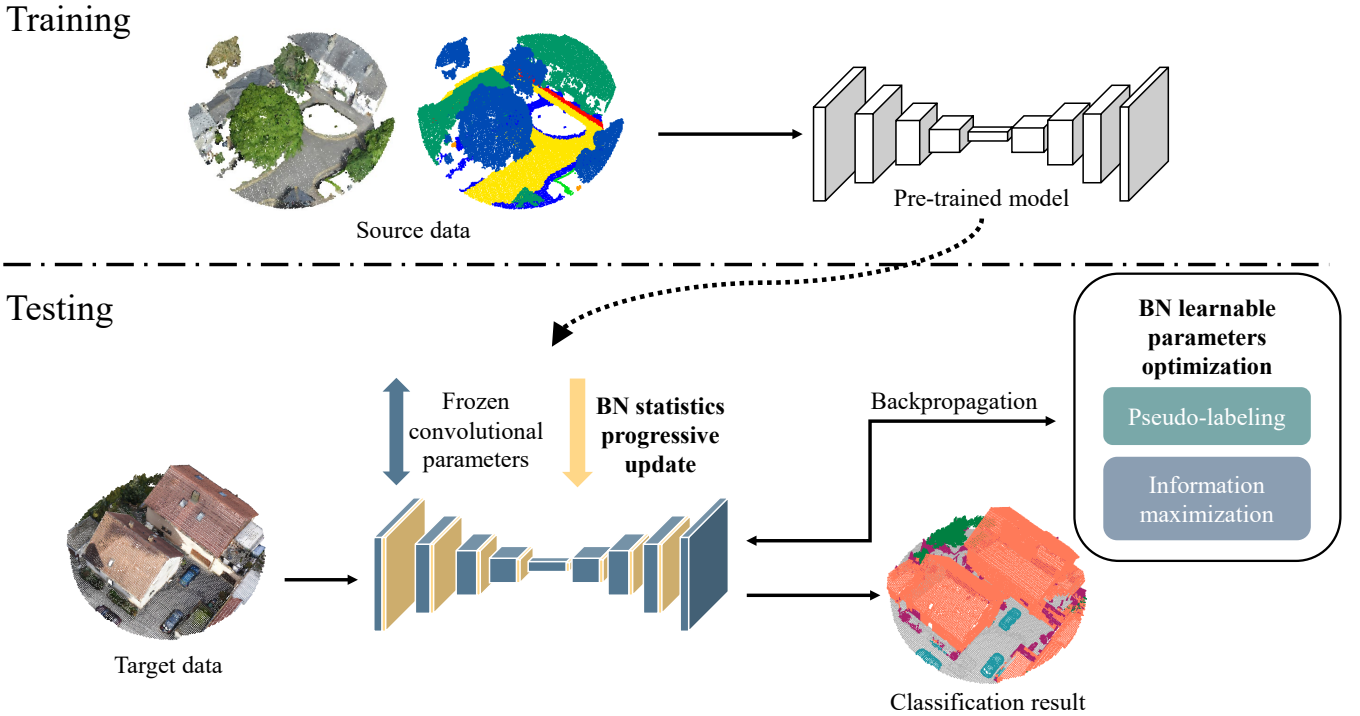 Training
Source data
Pre-trained model
Testing
Frozen
convolutional
parameters
BN statistics
progressive
update
Backpropagation
BN learnable
parameters
optimization
Pseudo-labeling
Information
maximization
Target data
Classification result